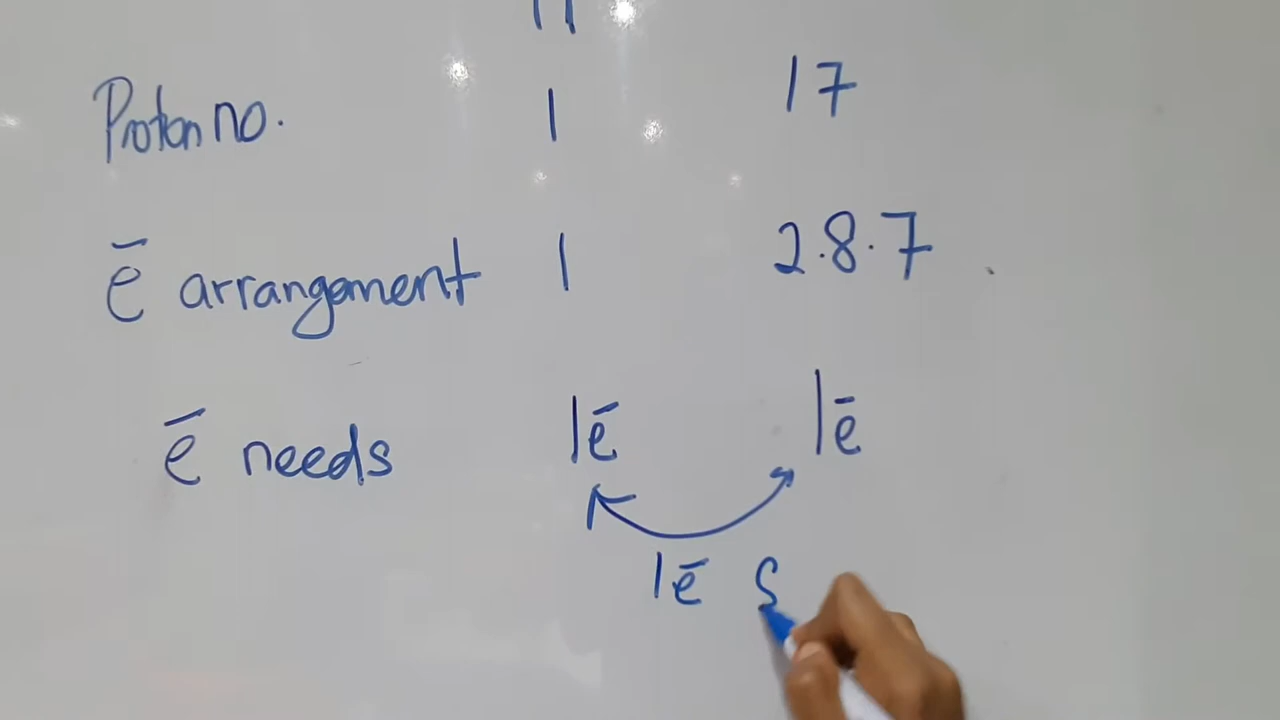 Proton no. 1 17
ē arrangement 1 2.8.7
ē needs 1ē 1ē
1ē S